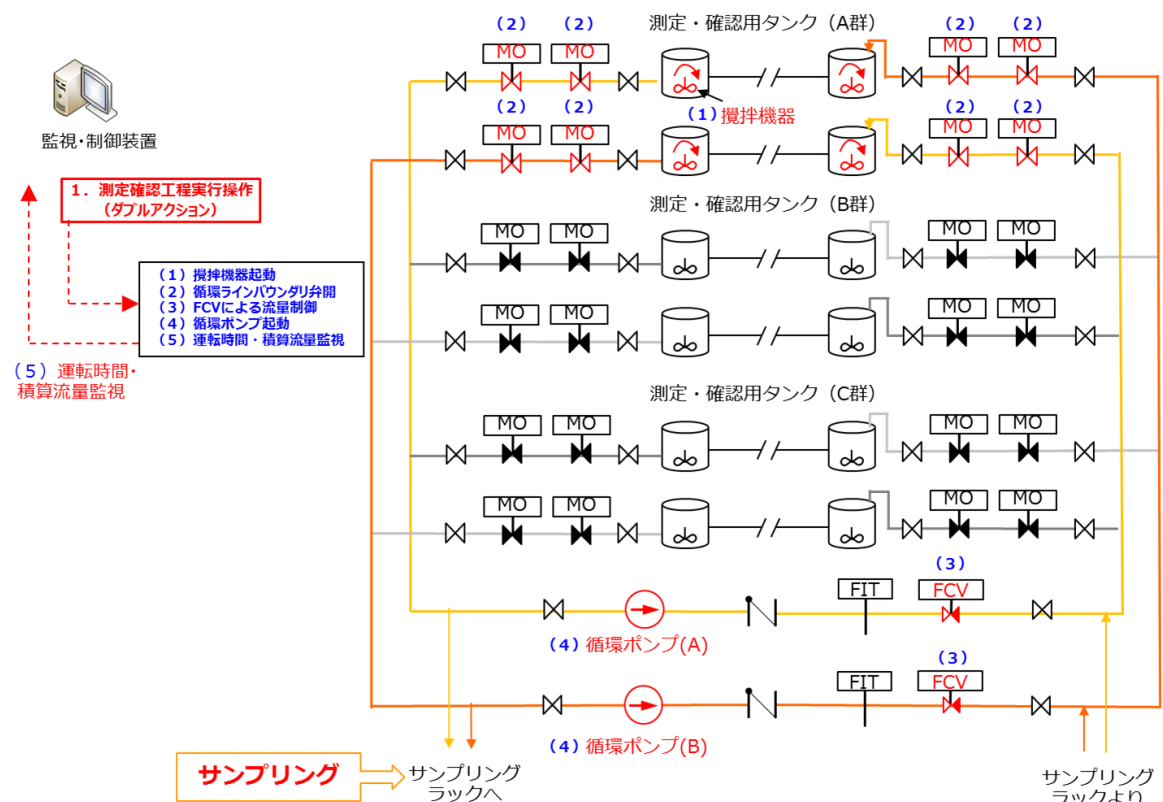 (2)
(2)
測定・確認用タンク（A群）
(2)
(2)
MO
MO
MO
MO
監視・制御装置
(2)
(2)
(1)攪拌機器
(2)
(2)
MO
MO
MO
MO
1．測定確認工程実行操作
（ダブルアクション）
測定・確認用タンク（B群）
MO
MO
MO
MO
(1) 攪拌機器起動
(2) 循環ラインバウンダリ弁開
(3) FCVによる流量制御
(4) 循環ポンプ起動
(5) 運転時間・積算流量監視
MO
MO
MO
MO
(5) 運転時間・
積算流量監視
測定・確認用タンク（C群）
MO
MO
MO
MO
MO
MO
MO
MO
(3)
FIT
FCV
(4) 循環ポンプ(A)
(3)
FIT
FCV
(4) 循環ポンプ(B)
サンプリング
サンプリング
ラックへ
サンプリング
ラックより